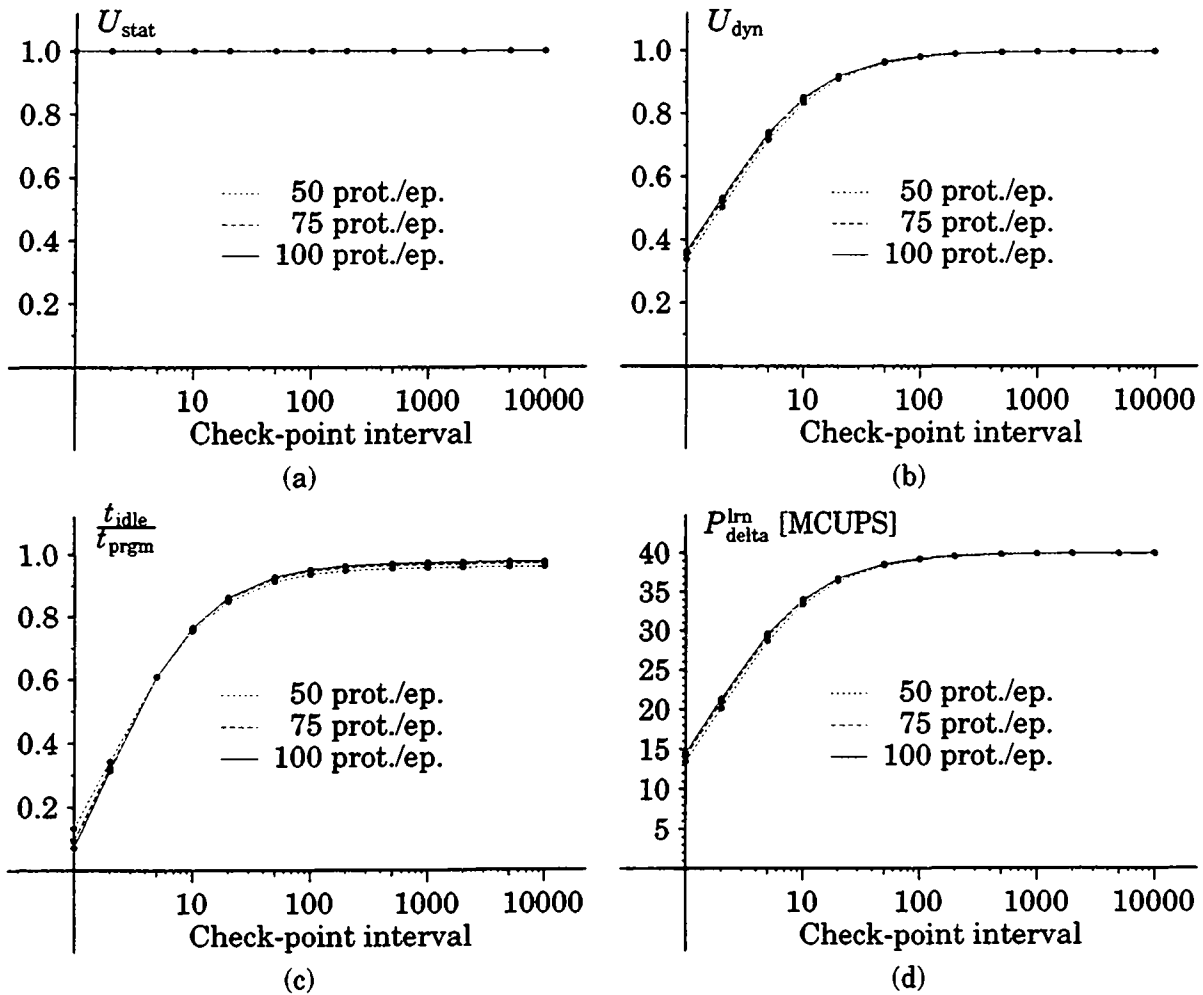 U_stat
1.0
0.8
0.6
0.4
0.2
50 prot./ep.
75 prot./ep.
100 prot./ep.
10 100 1000 10000
Check-point interval
(a)
U_dyn
1.0
0.8
0.6
0.4
0.2
50 prot./ep.
75 prot./ep.
100 prot./ep.
10 100 1000 10000
Check-point interval
(b)
t_idle
t_prgm
1.0
0.8
0.6
0.4
0.2
50 prot./ep.
75 prot./ep.
100 prot./ep.
10 100 1000 10000
Check-point interval
(c)
P_delta^lrn [MCUPS]
40
35
30
25
20
15
10
5
50 prot./ep.
75 prot./ep.
100 prot./ep.
10 100 1000 10000
Check-point interval
(d)